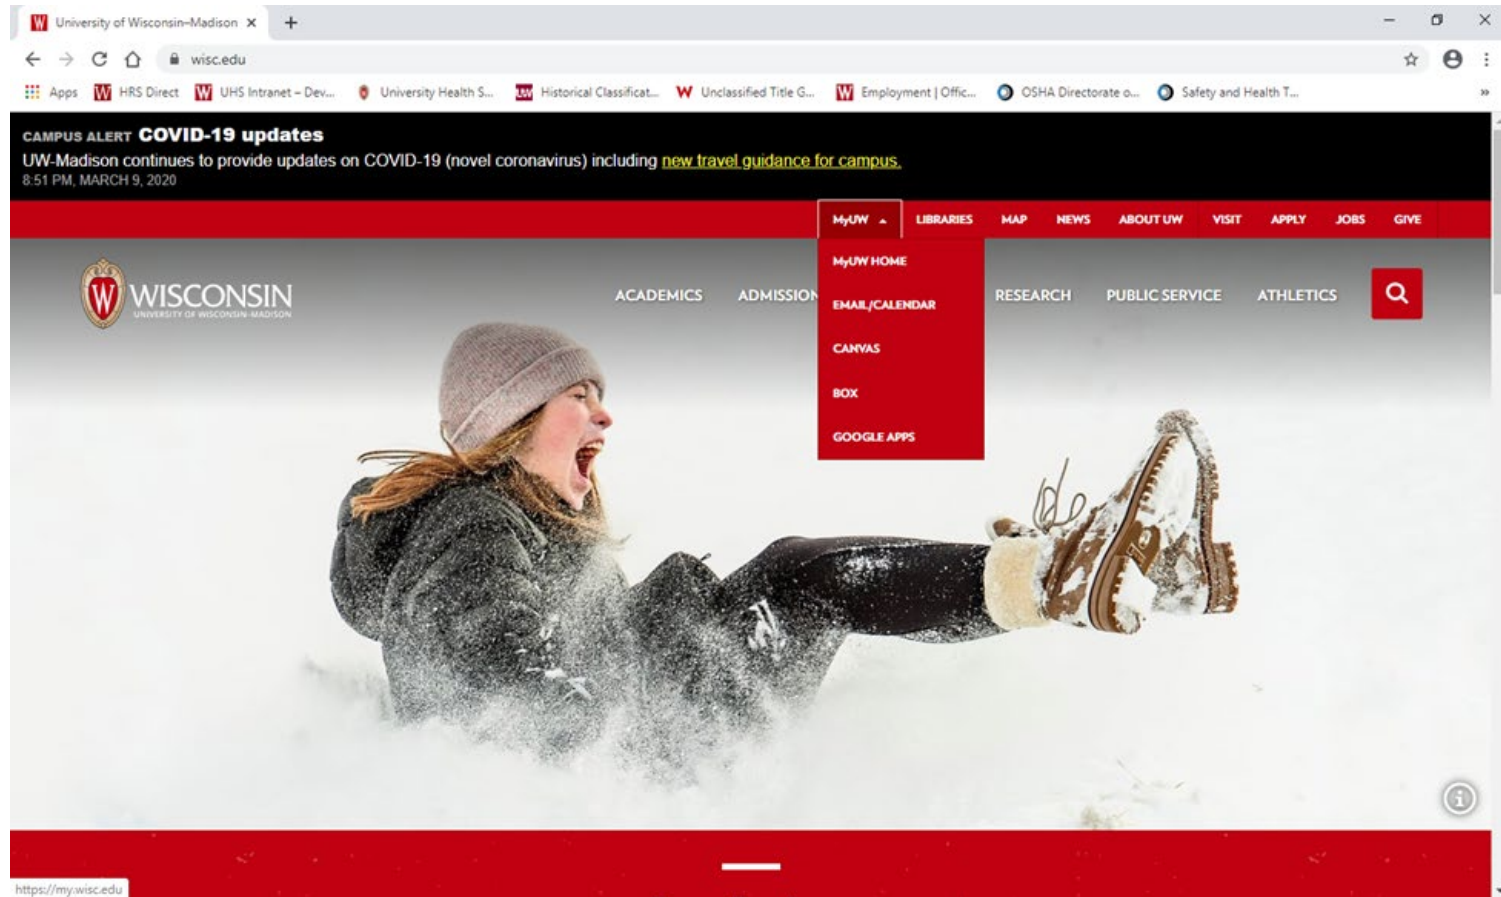 University of Wisconsin–Madison
wisc.edu
Apps HRS Direct UHS Intranet – Dev... University Health S... Historical Classificat... Unclassified Title G... Employment | Offic... OSHA Directorate o... Safety and Health T...
CAMPUS ALERT COVID-19 updates
UW-Madison continues to provide updates on COVID-19 (novel coronavirus) including new travel guidance for campus.
8:51 PM, MARCH 9, 2020
MyUW LIBRARIES MAP NEWS ABOUT UW VISIT APPLY JOBS GIVE
MyUW HOME
W WISCONSIN
UNIVERSITY OF WISCONSIN-MADISON
ACADEMICS ADMISSION RESEARCH PUBLIC SERVICE ATHLETICS
EMAIL/CALENDAR
CANVAS
BOX
GOOGLE APPS
https://my.wisc.edu